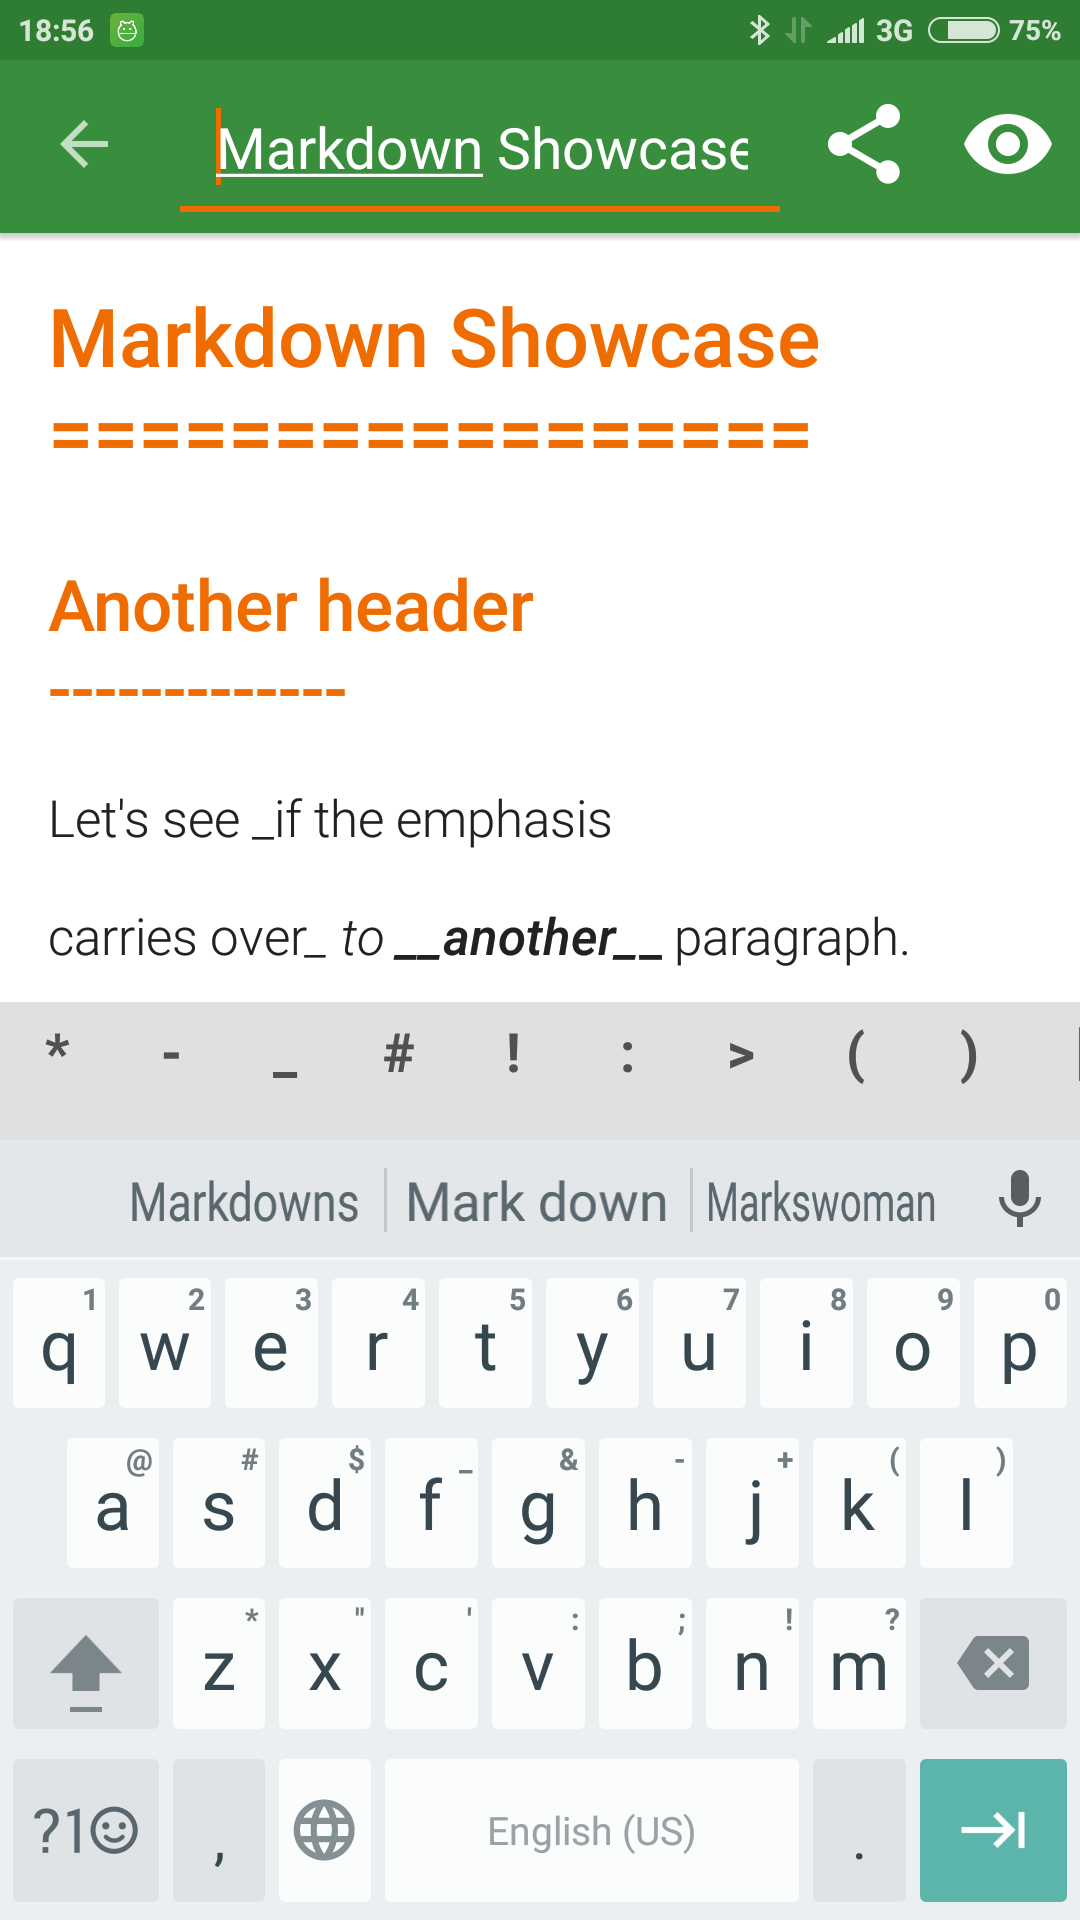 18:56 3G 75%
Markdown Showcase
Markdown Showcase
=================
Another header
-------------
Let's see _if the emphasis
carries over_ to __another__ paragraph.
* - _ # ! : > ( )
Markdowns Mark down Markswoman
1 2 3 4 5 6 7 8 9 0
q w e r t y u i o p
@ # $ _ & - + ( )
a s d f g h j k l
* " ' : ; ! ?
z x c v b n m
?1☺ , English (US) .